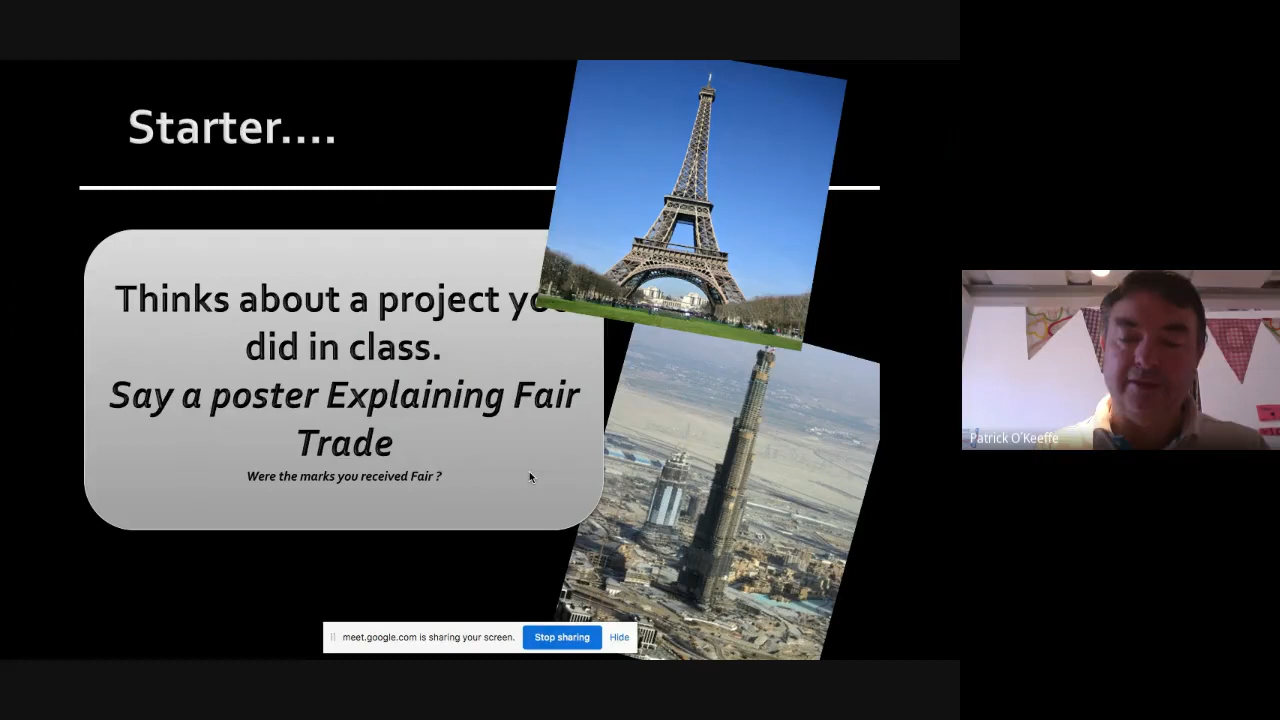 Starter....
Thinks about a project you
did in class.
Say a poster Explaining Fair
Trade
Were the marks you received Fair ?
Patrick O'Keeffe
meet.google.com is sharing your screen.
Stop sharing
Hide